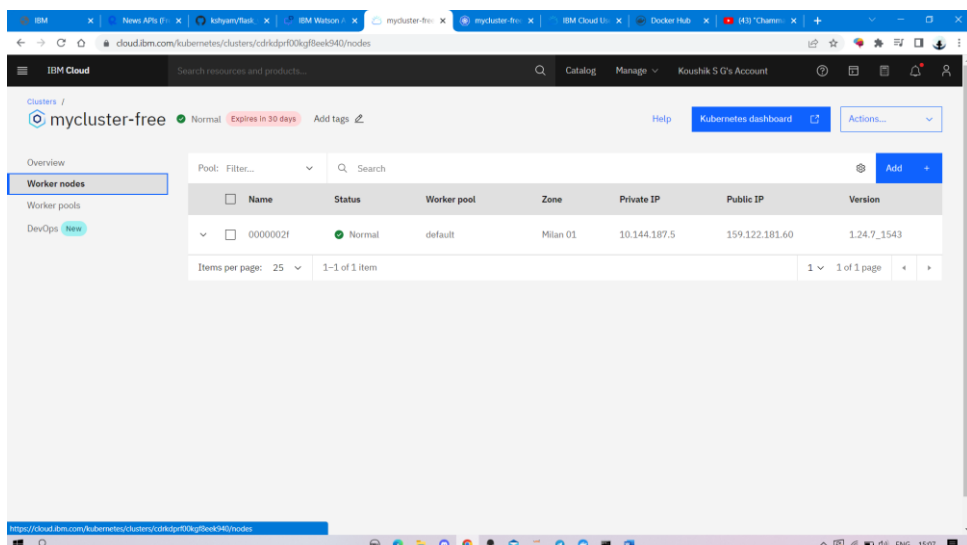 IBM
News APIs (Fr
kshyam/flask_
IBM Watson A
mycluster-free
mycluster-free
IBM Cloud Us
Docker Hub
(43) "Chammc
cloud.ibm.com/kubernetes/clusters/cdrkdprf00kgf8eek940/nodes
IBM Cloud
Search resources and products...
Catalog
Manage
Koushik S G's Account
Clusters /
mycluster-free
Normal
Expires in 30 days
Add tags
Help
Kubernetes dashboard
Actions...
Overview
Worker nodes
Worker pools
DevOps New
Pool: Filter...
Search
Add +
Name Status Worker pool Zone Private IP Public IP Version
0000002f Normal default Milan 01 10.144.187.5 159.122.181.60 1.24.7_1543
Items per page: 25 1–1 of 1 item 1 1 of 1 page
https://cloud.ibm.com/kubernetes/clusters/cdrkdprf00kgf8eek940/nodes
ENG 15:07